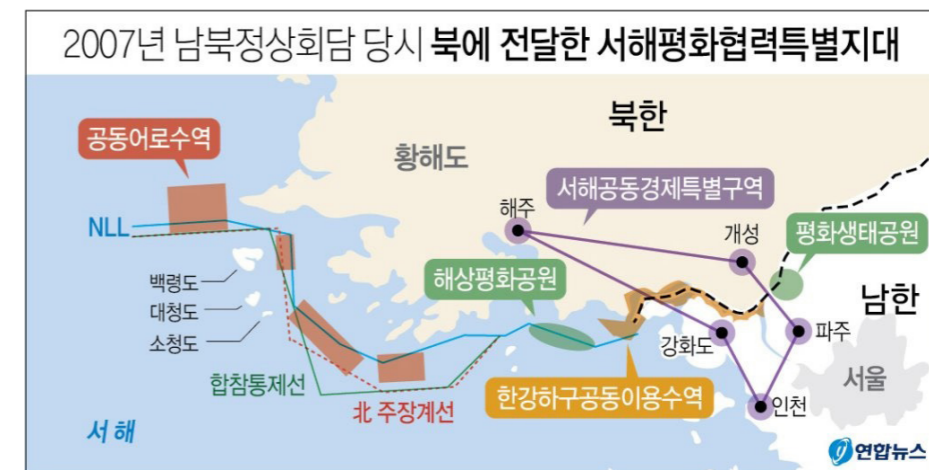 2007년 남북정상회담 당시 북에 전달한 서해평화협력특별지대
북한
공동어로수역
황해도
서해공동경제특별구역
해주
NLL
개성
평화생태공원
백령도
해상평화공원
남한
대청도
소청도
강화도
파주
합참통제선
서울
北 주장계선
한강하구공동이용수역
인천
서해
연합뉴스